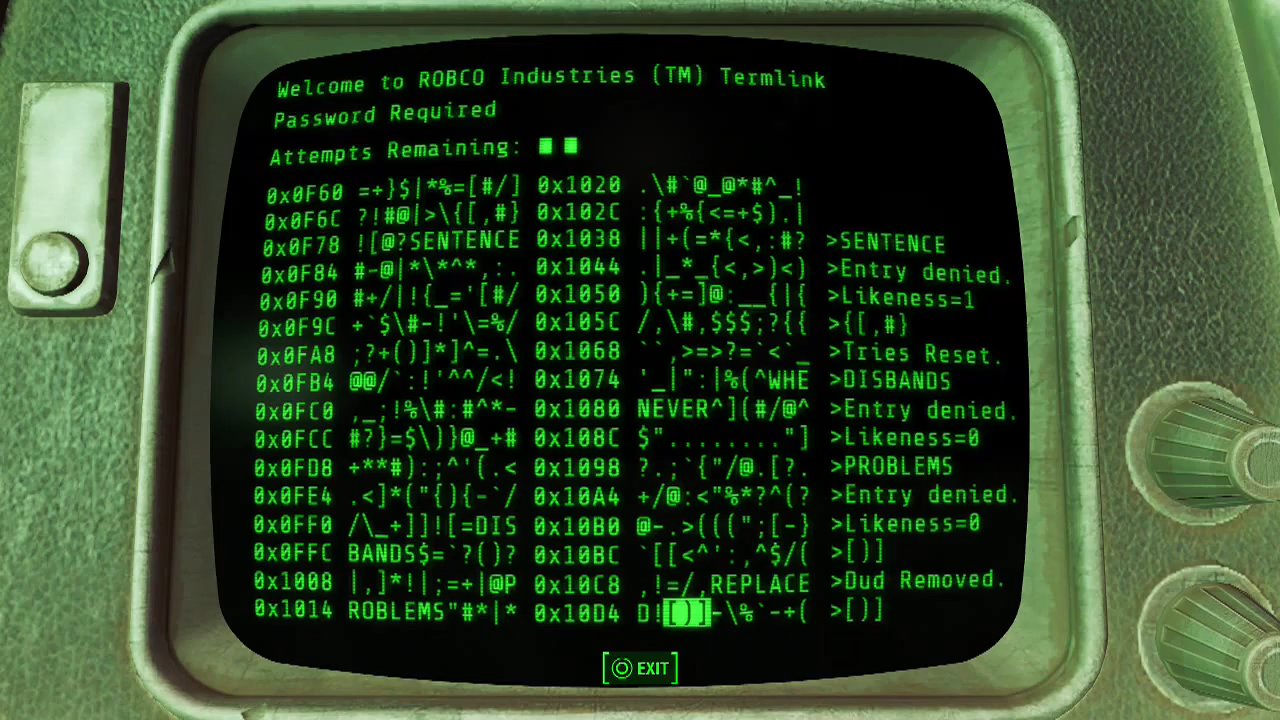 Welcome to ROBCO Industries (TM) Termlink
Password Required
Attempts Remaining: ■ ■
0x0F60 =+}$|*%=[#/] 0x1020 .\#`@_@*#^_!
0x0F6C ?!#@|>\{[,#} 0x102C :{+%{<=+$).|
0x0F78 ![@?SENTENCE 0x1038 ||+(=*{<,:#? >SENTENCE
0x0F84 #-@|*\*^*,:. 0x1044 .|_*_{<,>)<) >Entry denied.
0x0F90 #+/|!{_='[#/ 0x1050 ){+=]@:__{|{ >Likeness=1
0x0F9C +`$\#-!'\=%/ 0x105C /,\#,$$$;?{{ >{[,#}
0x0FA8 ;?+()]*]^=.\ 0x1068 ``,>=>?=`<`_ >Tries Reset.
0x0FB4 @@/`:!'^^/<! 0x1074 '_|":|%(^WHE >DISBANDS
0x0FC0 ,_;!%\#:#^*- 0x1080 NEVER^](#/@^ >Entry denied.
0x0FCC #?}=$\)}@_+# 0x108C $"........"] >Likeness=0
0x0FD8 +**#):;^'(.< 0x1098 ?.;`{"/@.[?. >PROBLEMS
0x0FE4 .<]*("{){-`/ 0x10A4 +/@:<"%*?^(? >Entry denied.
0x0FF0 /\_+]]![=DIS 0x10B0 @-.>(((";[-} >Likeness=0
0x0FFC BANDS$=`?()? 0x10BC `[[<^':,^$/( >[)]
0x1008 |,]*!|;=+|@P 0x10C8 ,!=/,REPLACE >Dud Removed.
0x1014 ROBLEMS"#*|* 0x10D4 D![)]-\%`-+( >[)]
EXIT